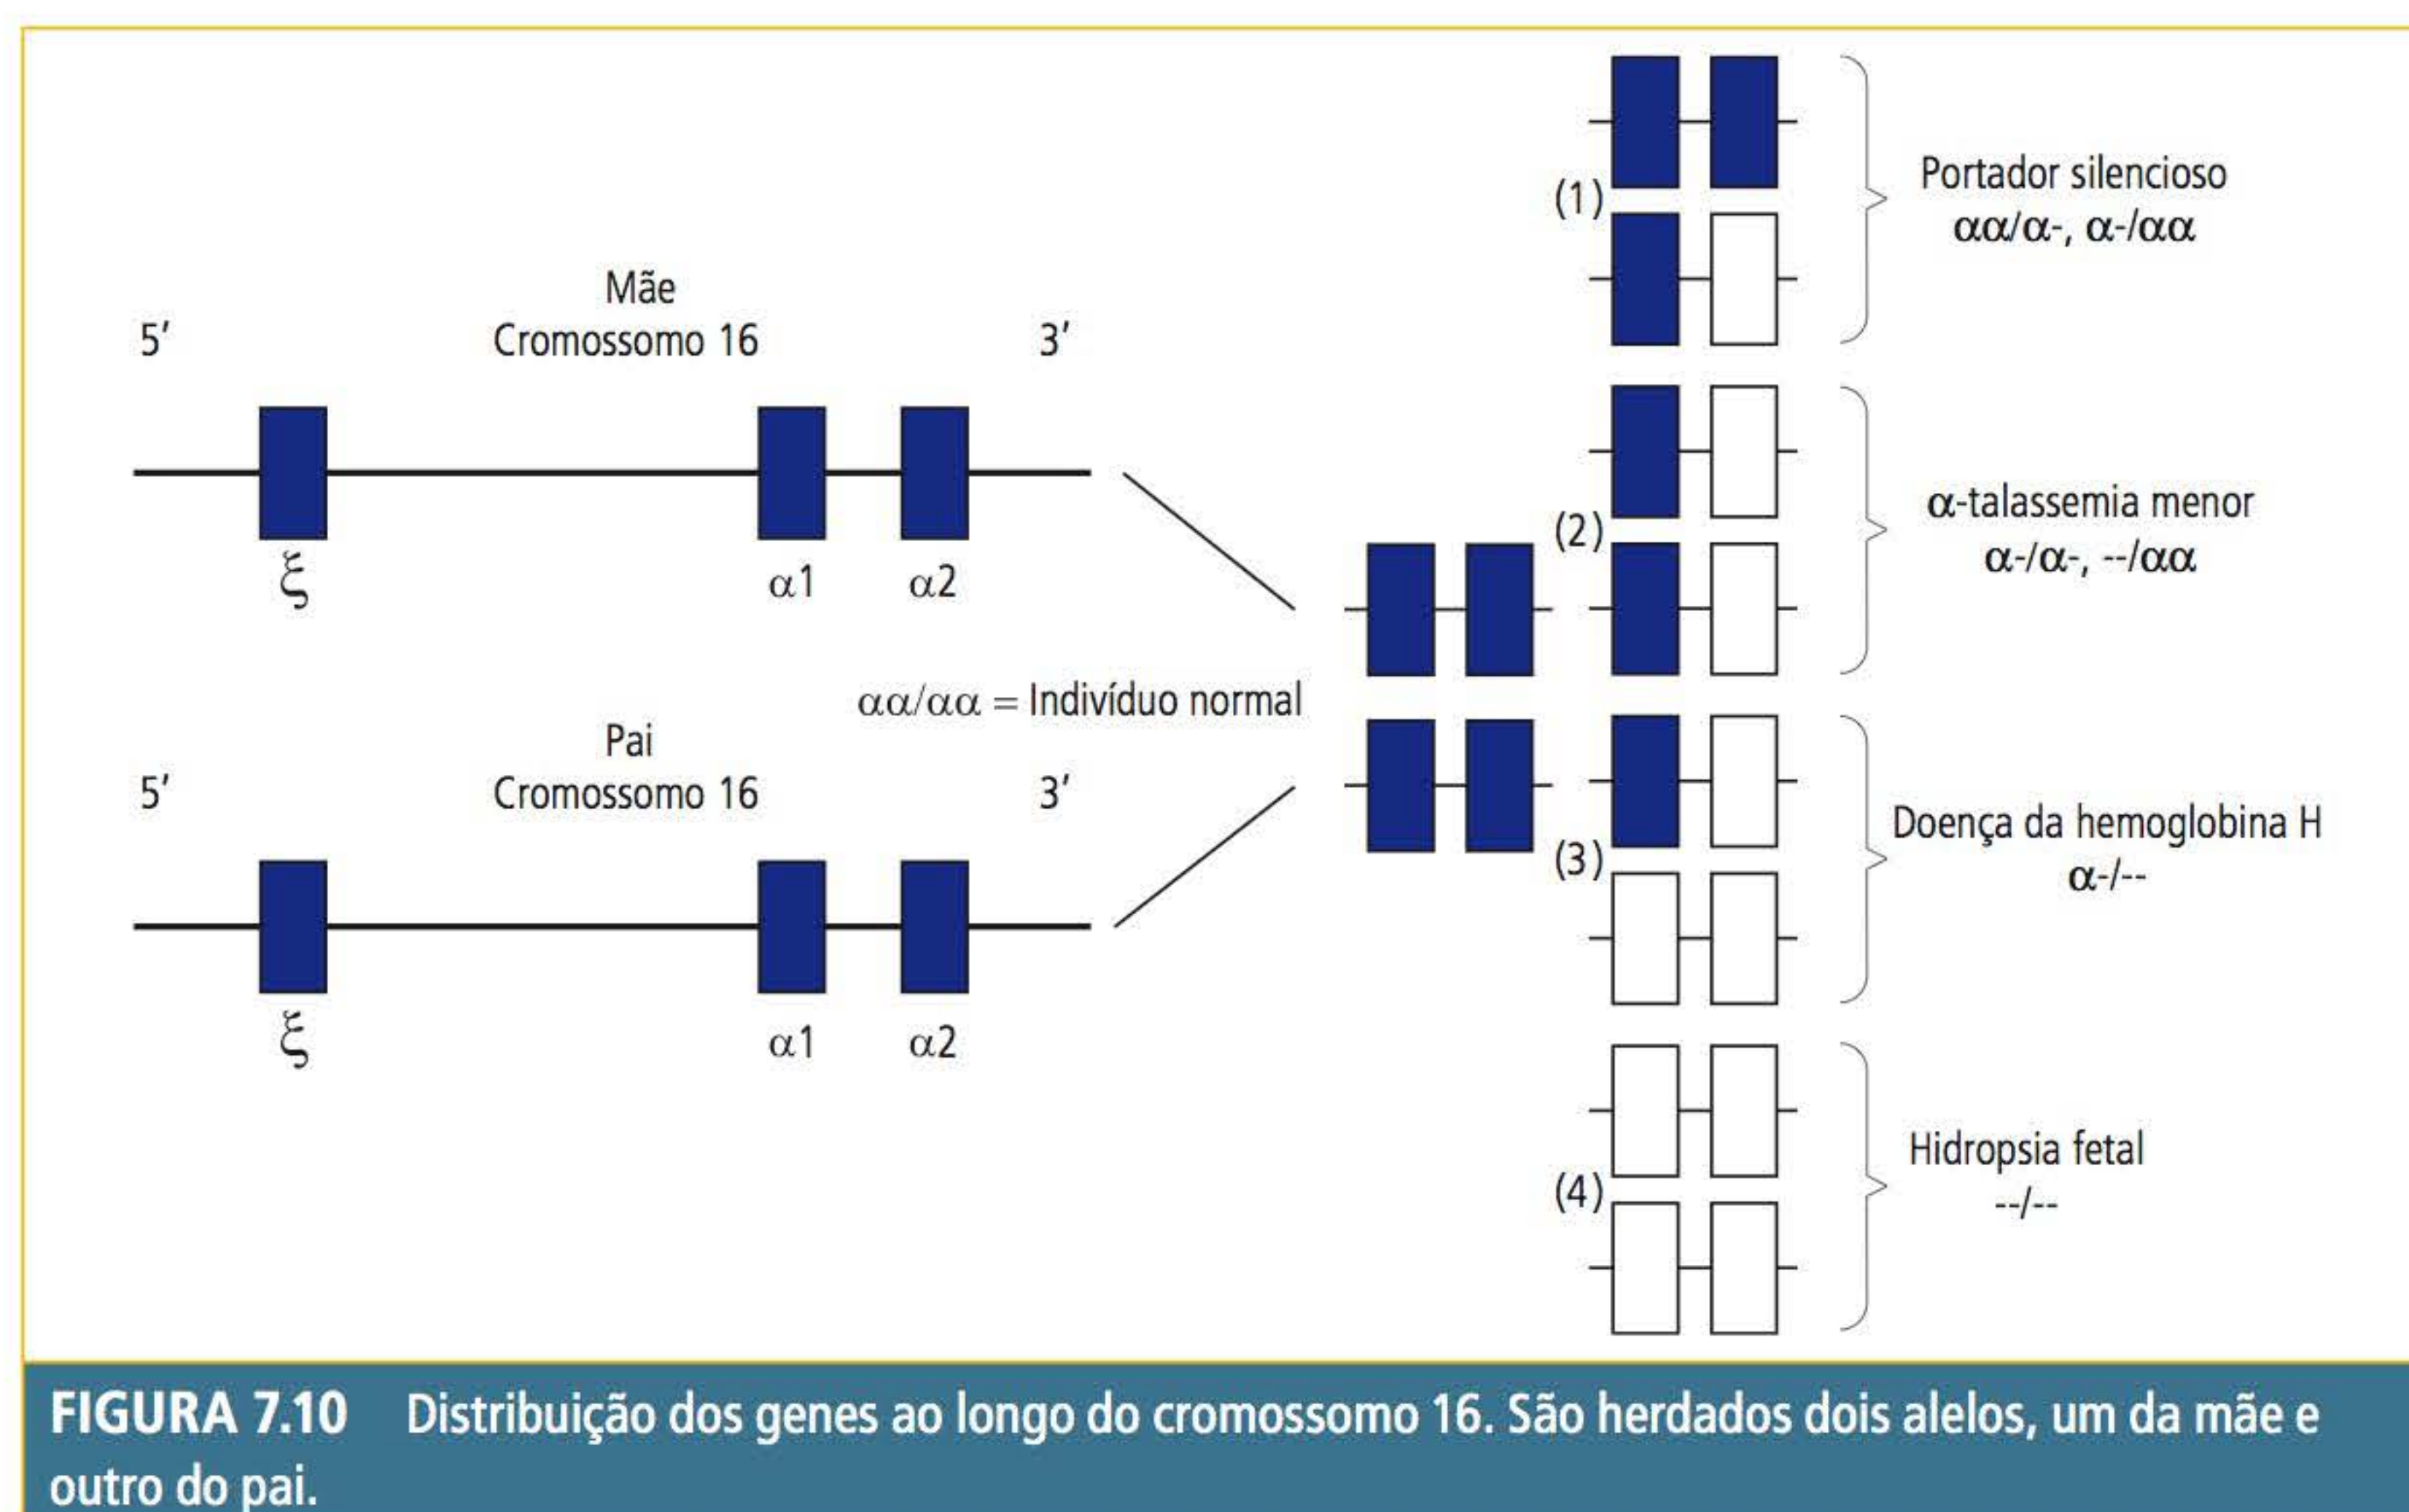 Mãe
Cromossomo 16
5′
3′
ξ
α1
α2
αα/αα = Indivíduo normal
Pai
Cromossomo 16
5′
3′
ξ
α1
α2
(1)
Portador silencioso
αα/α-, α-/αα
(2)
α-talassemia menor
α-/α-, --/αα
(3)
Doença da hemoglobina H
α-/--
(4)
Hidropsia fetal
--/--
FIGURA 7.10 Distribuição dos genes ao longo do cromossomo 16. São herdados dois alelos, um da mãe e
outro do pai.